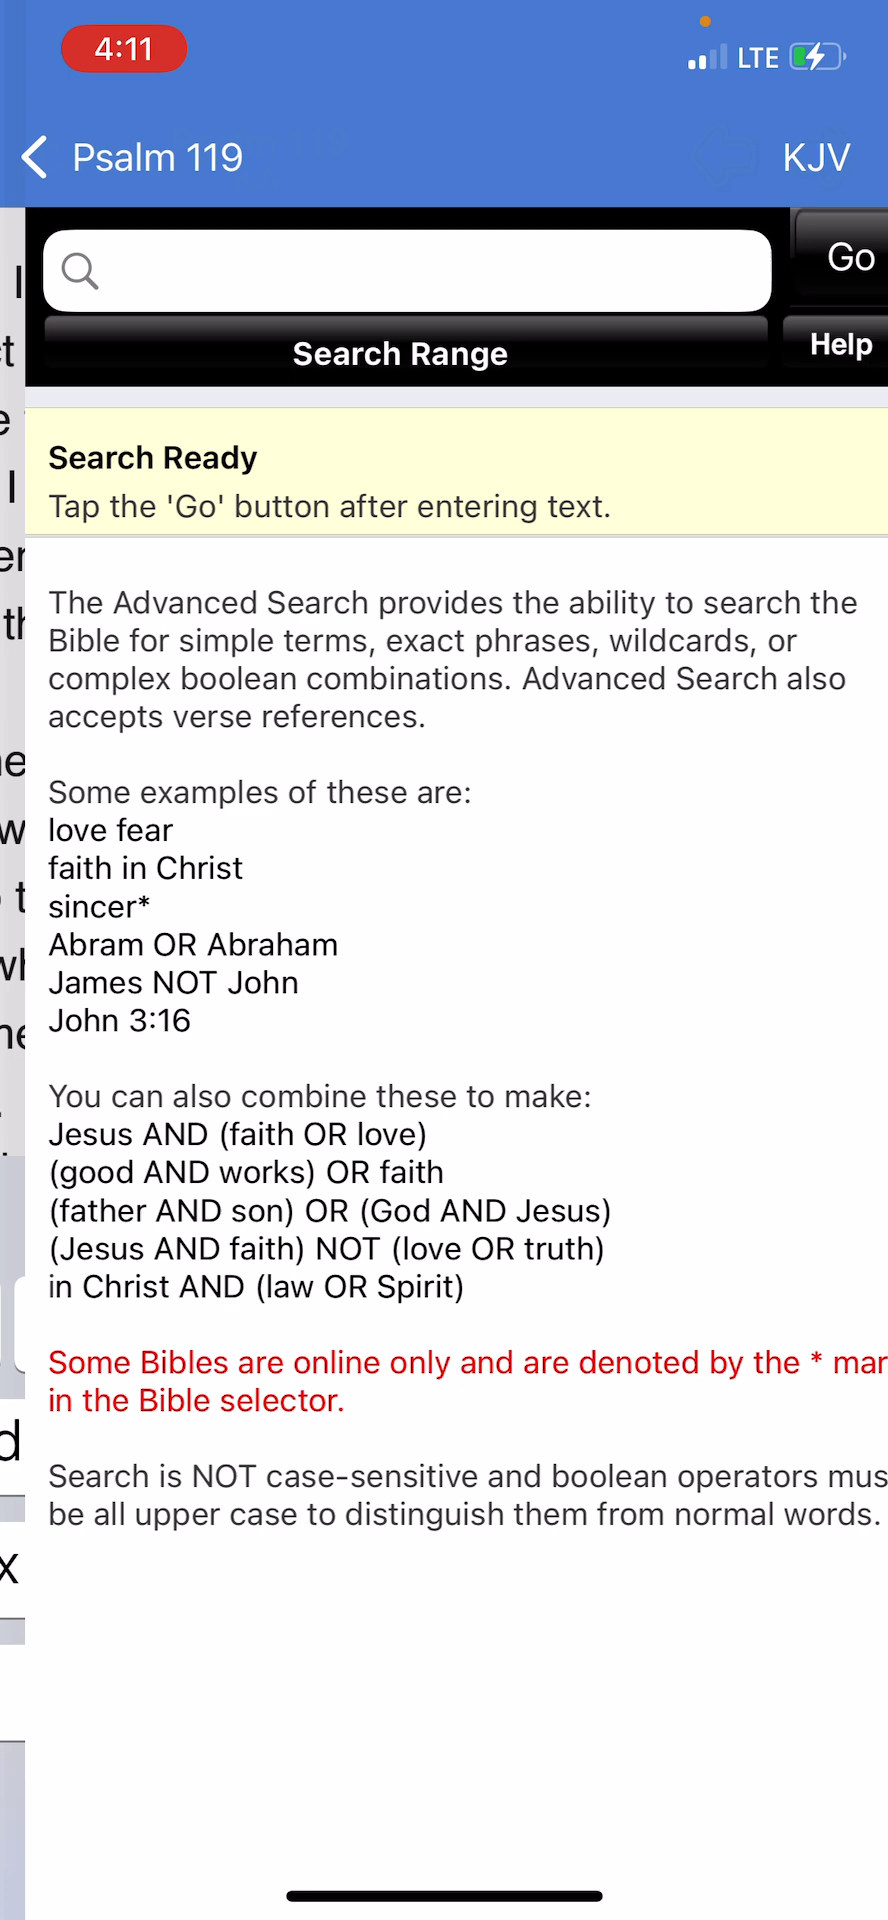 4:11
LTE
Psalm 119
KJV
Go
Search Range
Help
Search Ready
Tap the 'Go' button after entering text.
The Advanced Search provides the ability to search the
Bible for simple terms, exact phrases, wildcards, or
complex boolean combinations. Advanced Search also
accepts verse references.
Some examples of these are:
love fear
faith in Christ
sincer*
Abram OR Abraham
James NOT John
John 3:16
You can also combine these to make:
Jesus AND (faith OR love)
(good AND works) OR faith
(father AND son) OR (God AND Jesus)
(Jesus AND faith) NOT (love OR truth)
in Christ AND (law OR Spirit)
Some Bibles are online only and are denoted by the * mar
in the Bible selector.
Search is NOT case-sensitive and boolean operators mus
be all upper case to distinguish them from normal words.